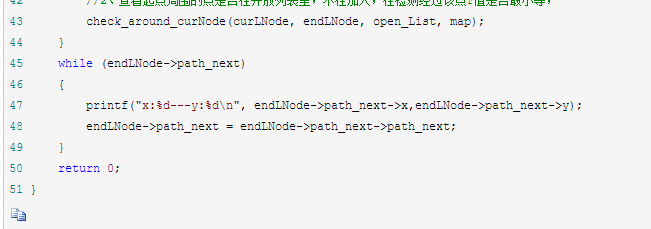 42 //2、查看起点周围的点是否在开放列表里，不在加入，在检测经过该点F值是否最小等；
43 check_around_curNode(curLNode, endLNode, open_List, map);
44 }
45 while (endLNode->path_next)
46 {
47 printf("x:%d---y:%d\n", endLNode->path_next->x,endLNode->path_next->y);
48 endLNode->path_next = endLNode->path_next->path_next;
49 }
50 return 0;
51 }